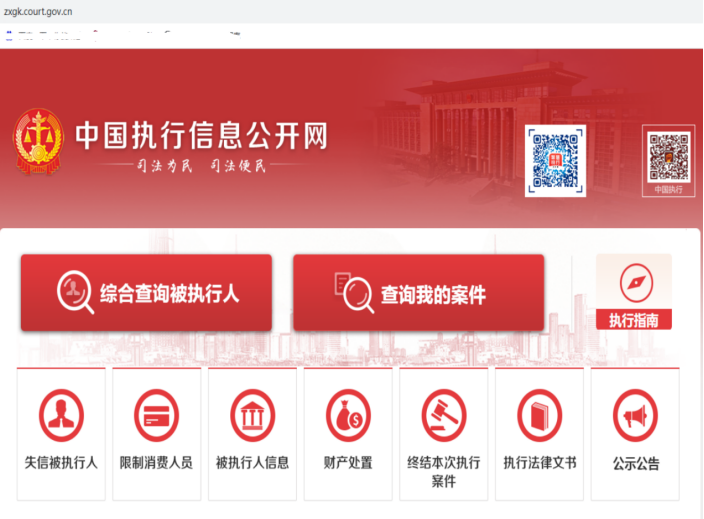 zxgk.court.gov.cn
中国执行信息公开网
司法为民 司法便民
中国执行
综合查询被执行人
查询我的案件
执行指南
失信被执行人
限制消费人员
被执行人信息
财产处置
终结本次执行
案件
执行法律文书
公示公告